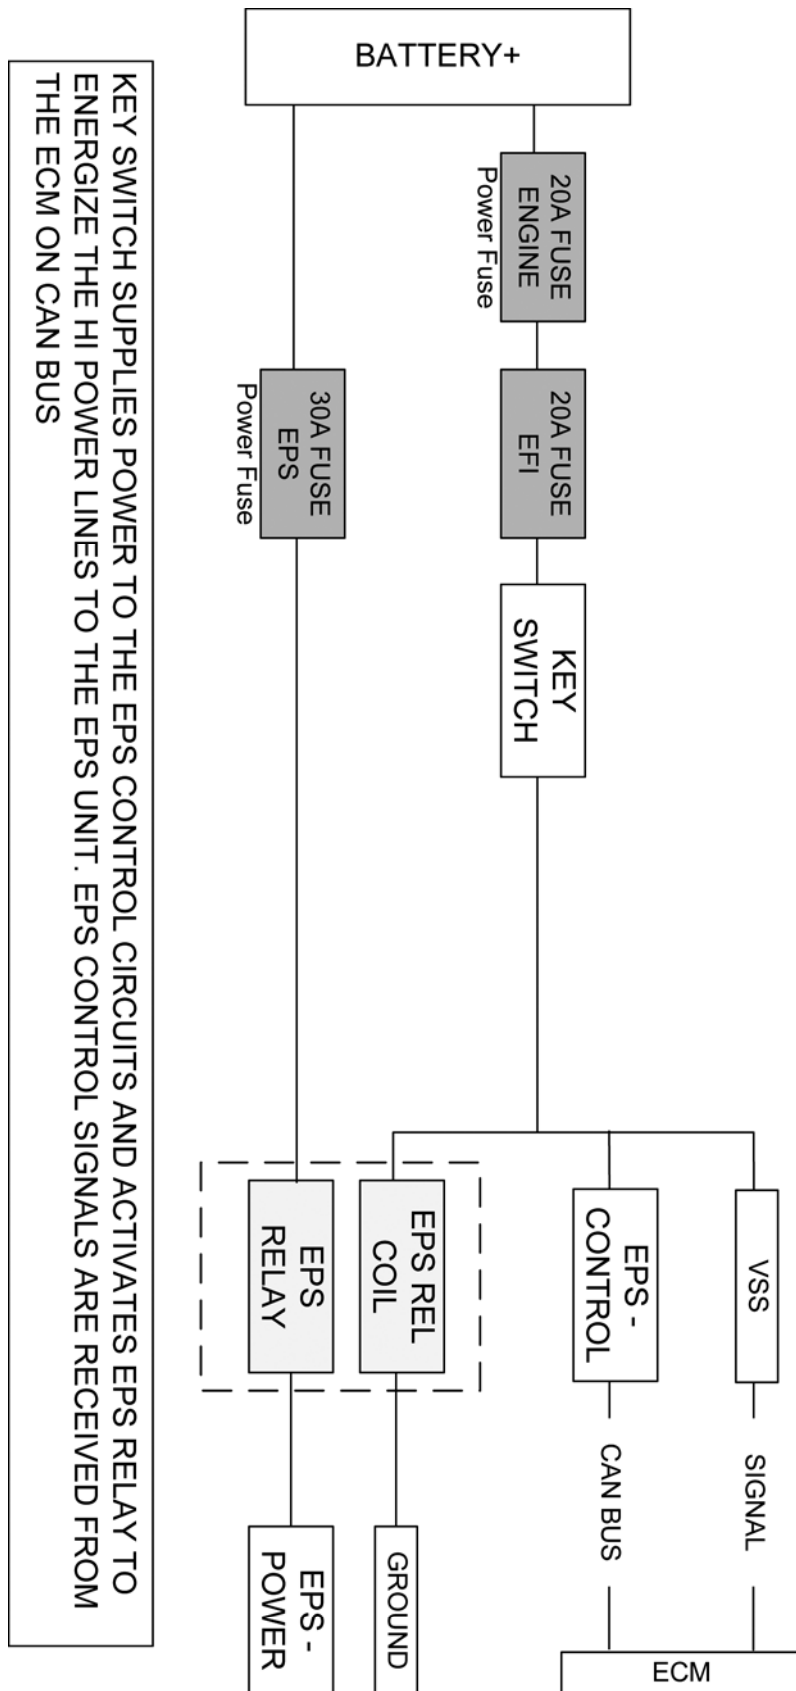 BATTERY+
20A FUSE
ENGINE
Power Fuse
20A FUSE
EFI
30A FUSE
EPS
Power Fuse
KEY
SWITCH
VSS
EPS -
CONTROL
EPS REL
COIL
EPS
RELAY
SIGNAL
CAN BUS
GROUND
EPS -
POWER
ECM
KEY SWITCH SUPPLIES POWER TO THE EPS CONTROL CIRCUITS AND ACTIVATES EPS RELAY TO
ENERGIZE THE HI POWER LINES TO THE EPS UNIT. EPS CONTROL SIGNALS ARE RECEIVED FROM
THE ECM ON CAN BUS